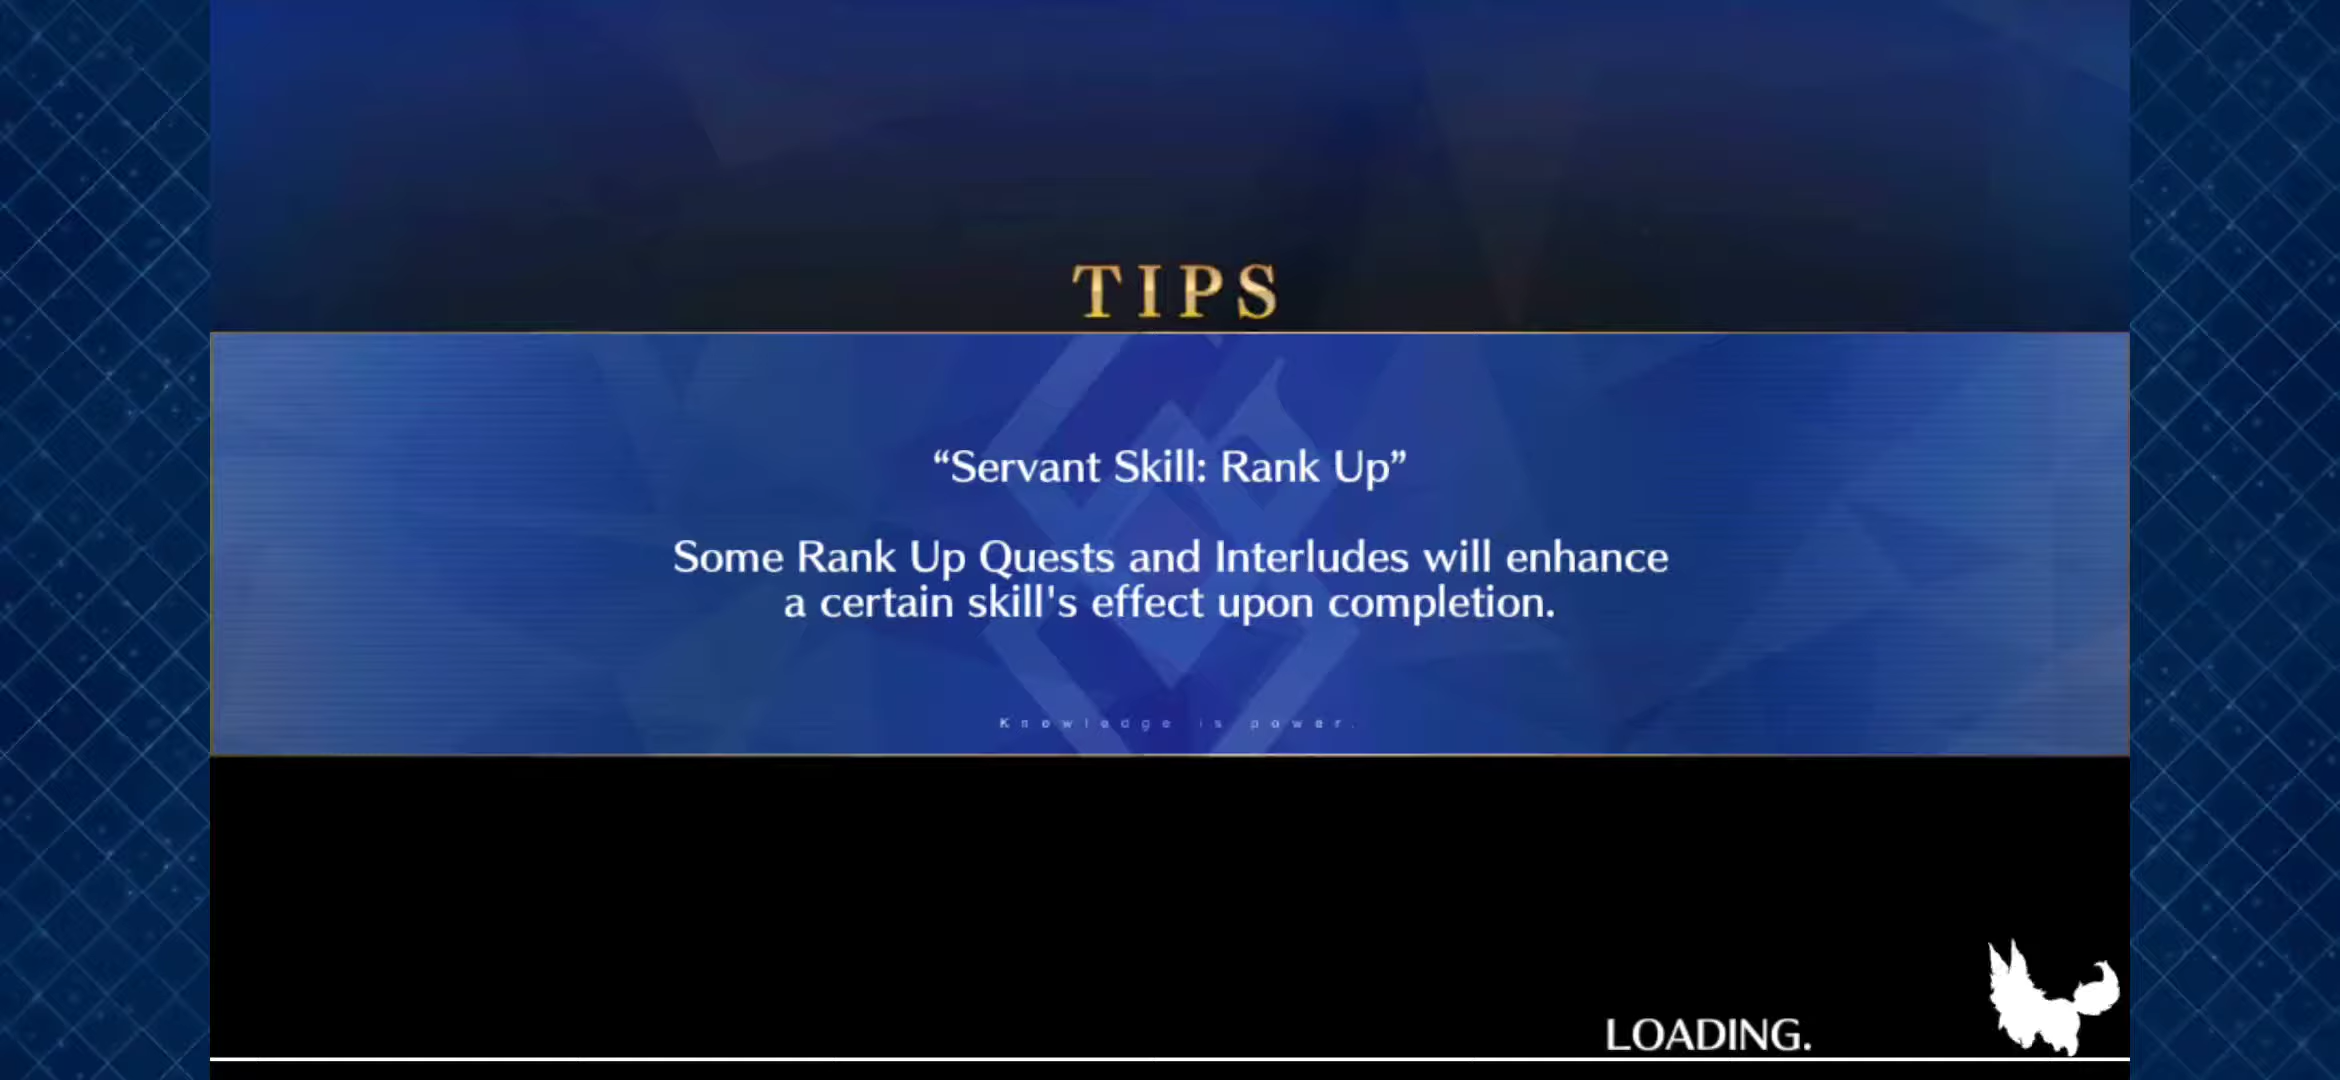 TIPS
“Servant Skill: Rank Up”
Some Rank Up Quests and Interludes will enhance
a certain skill's effect upon completion.
Knowledge is power.
LOADING.